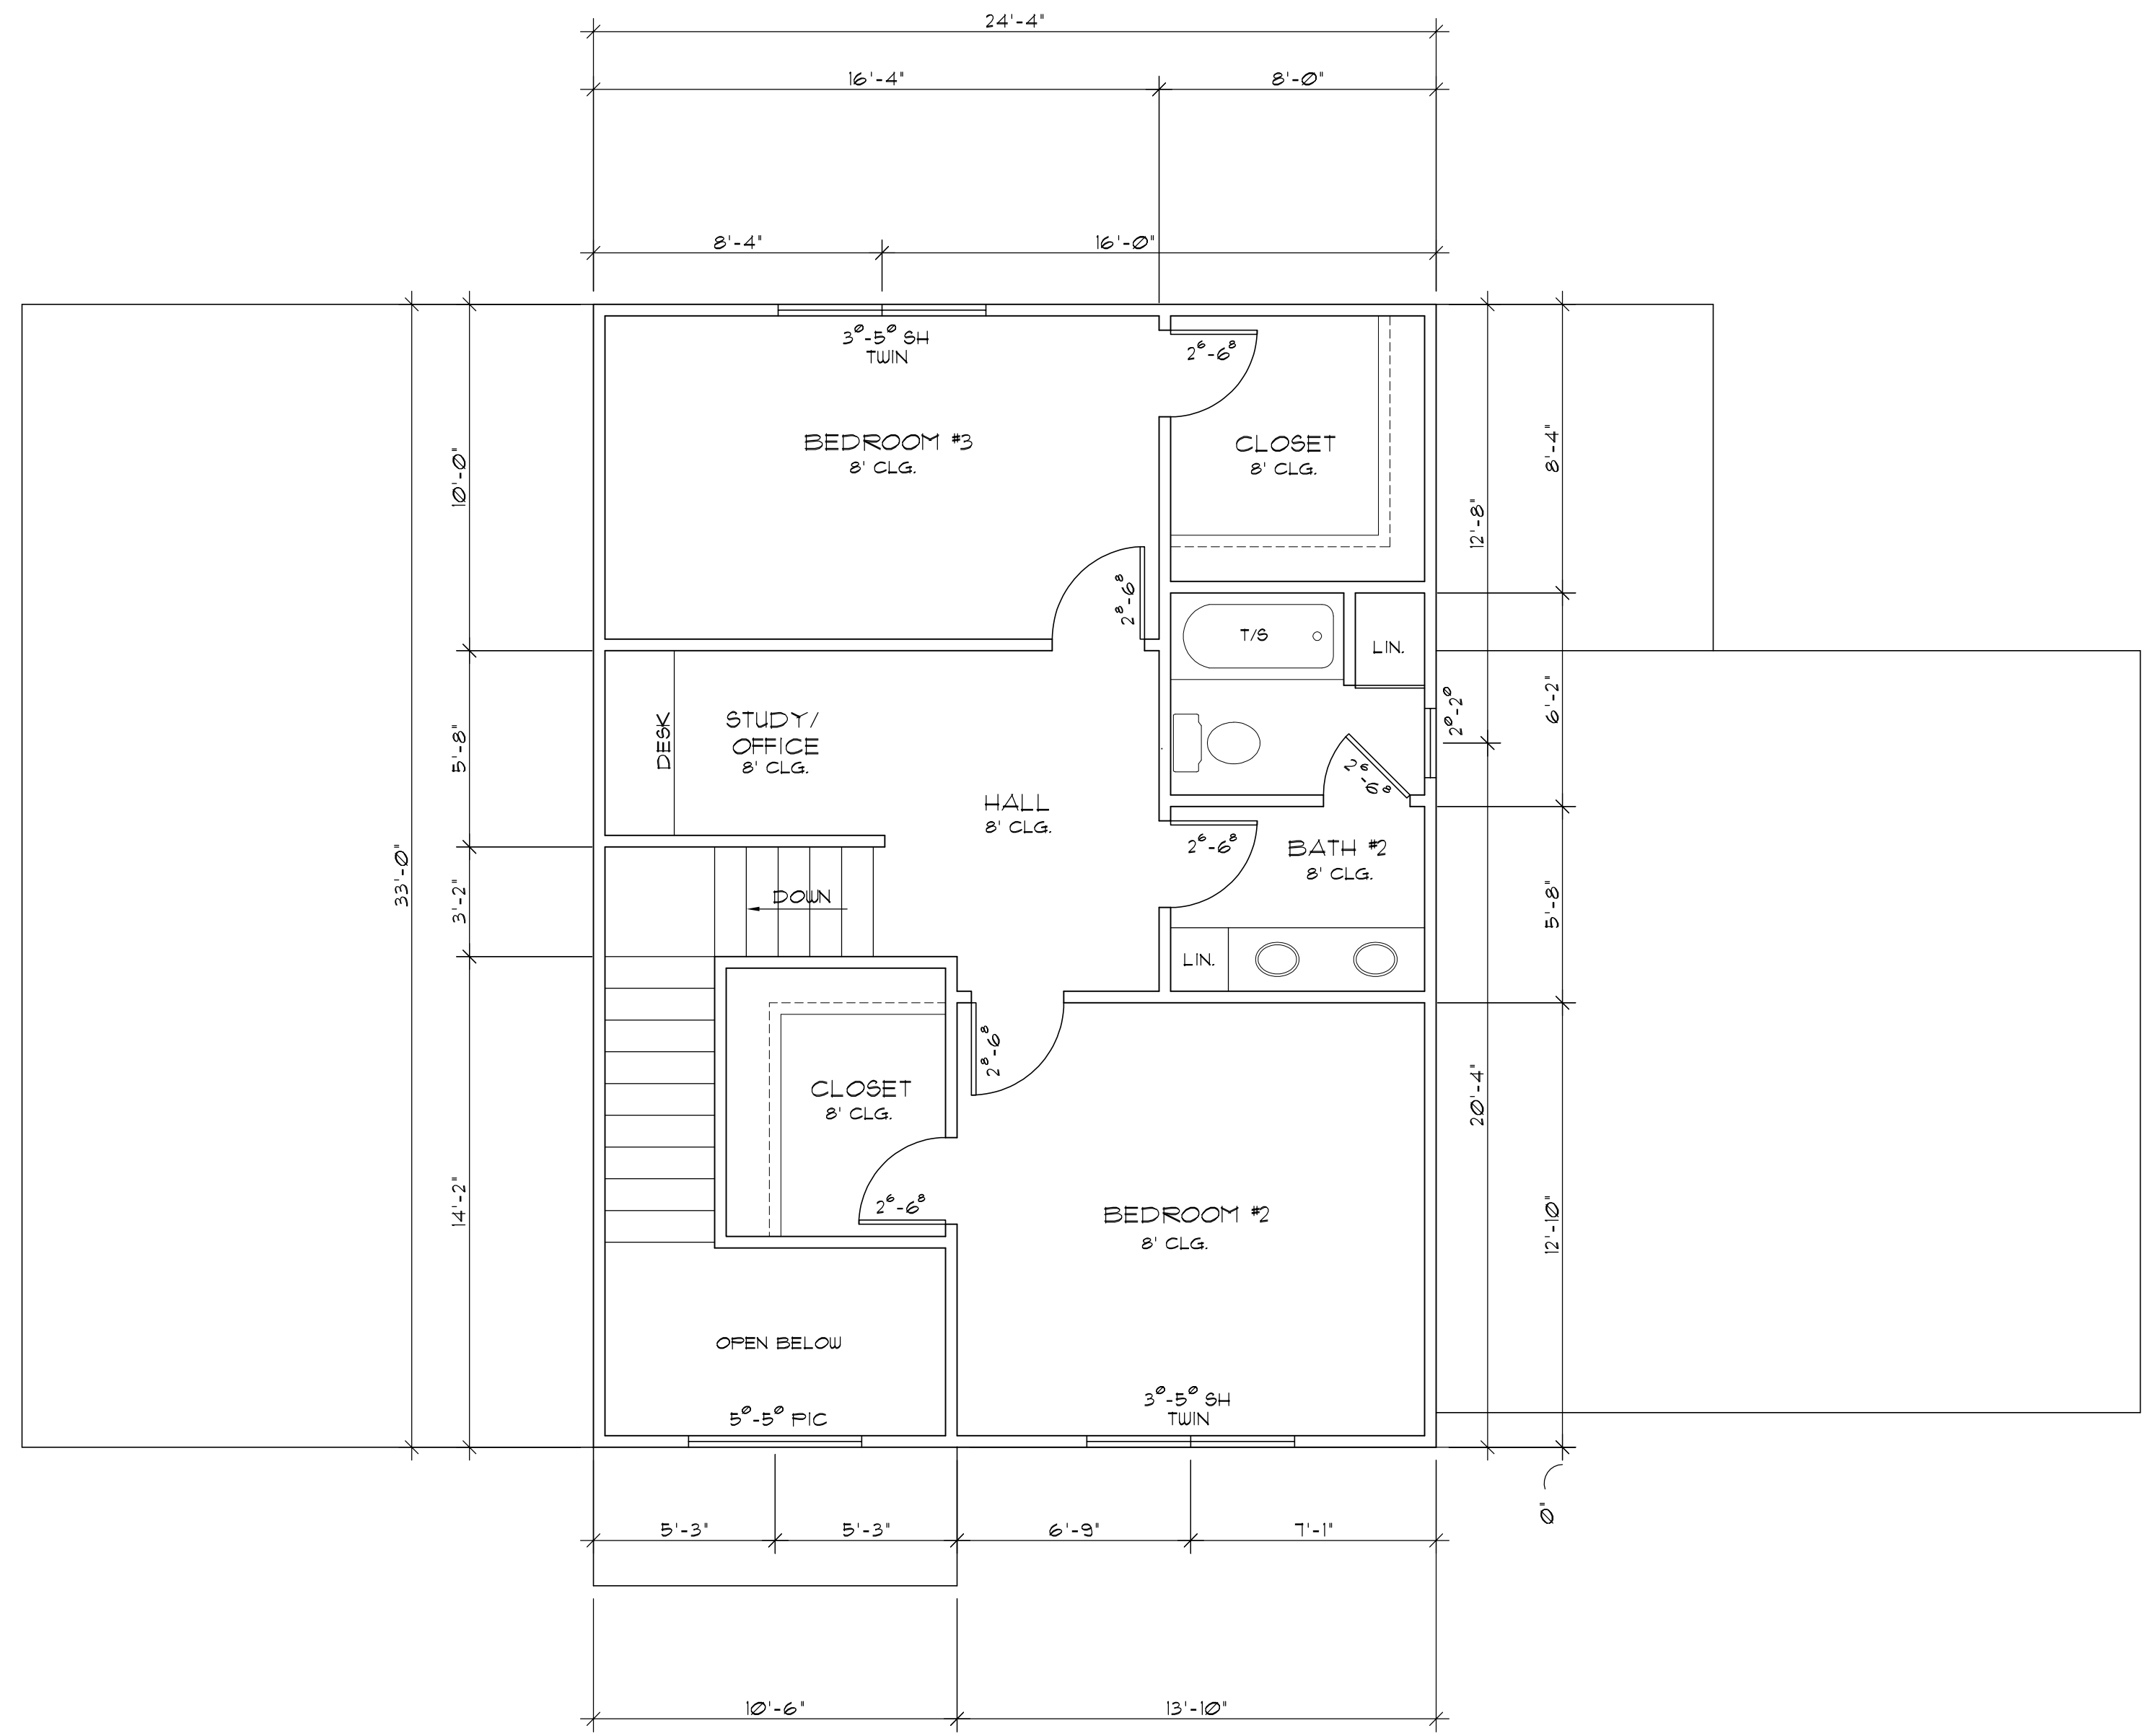 24'-4"
16'-4"
8'-0"
8'-4"
16'-0"
3⁰-5⁰ SH
TWIN
2⁶-6⁸
BEDROOM #3
8' CLG.
CLOSET
8' CLG.
10'-0"
8'-4"
12'-8"
2⁸-6⁸
T/S
LIN.
DESK
STUDY/
OFFICE
8' CLG.
5'-8"
6'-2"
2⁰-2⁰
2⁶-6⁸
HALL
8' CLG.
2⁶-6⁸
BATH #2
8' CLG.
33'-0"
3'-2"
DOWN
5'-8"
LIN.
2⁸-6⁸
CLOSET
8' CLG.
20'-4"
2⁶-6⁸
BEDROOM #2
8' CLG.
14'-2"
12'-10"
OPEN BELOW
5⁰-5⁰ PIC
3⁰-5⁰ SH
TWIN
0"
5'-3"
5'-3"
6'-9"
7'-1"
10'-6"
13'-10"